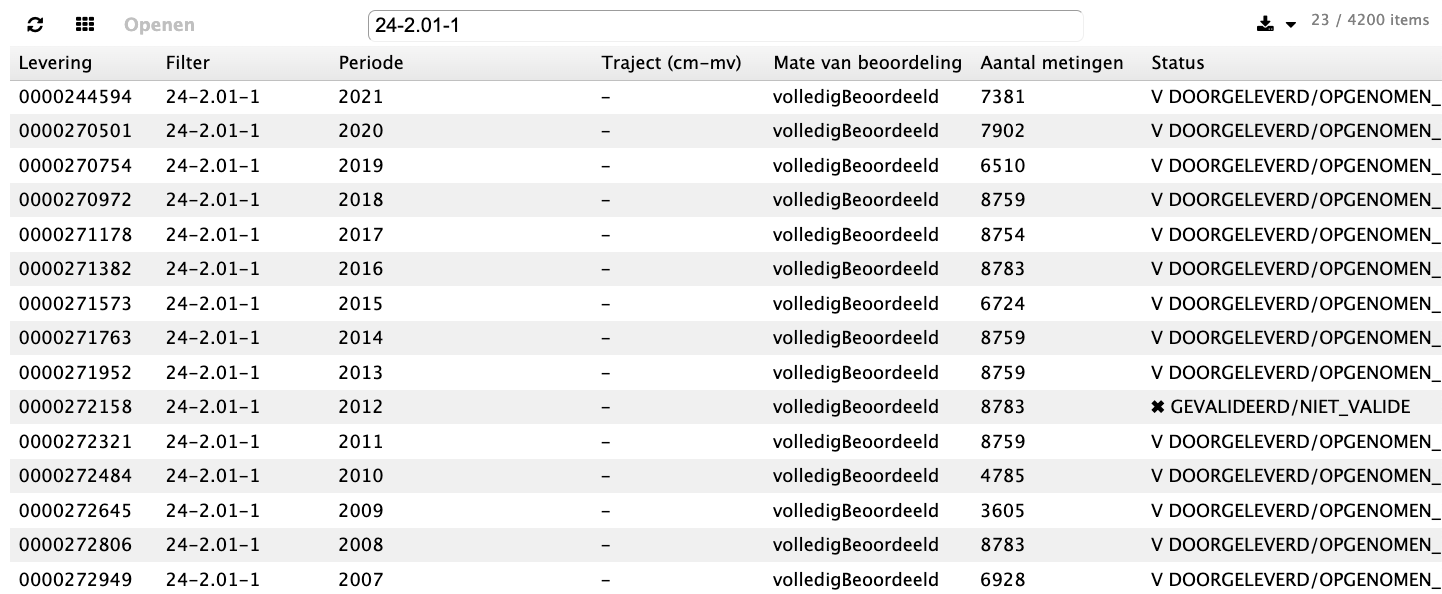 Openen 24-2.01-1 23 / 4200 items
Levering Filter Periode Traject (cm-mv) Mate van beoordeling Aantal metingen Status
0000244594 24-2.01-1 2021 - volledigBeoordeeld 7381 V DOORGELEVERD/OPGENOMEN_
0000270501 24-2.01-1 2020 - volledigBeoordeeld 7902 V DOORGELEVERD/OPGENOMEN_
0000270754 24-2.01-1 2019 - volledigBeoordeeld 6510 V DOORGELEVERD/OPGENOMEN_
0000270972 24-2.01-1 2018 - volledigBeoordeeld 8759 V DOORGELEVERD/OPGENOMEN_
0000271178 24-2.01-1 2017 - volledigBeoordeeld 8754 V DOORGELEVERD/OPGENOMEN_
0000271382 24-2.01-1 2016 - volledigBeoordeeld 8783 V DOORGELEVERD/OPGENOMEN_
0000271573 24-2.01-1 2015 - volledigBeoordeeld 6724 V DOORGELEVERD/OPGENOMEN_
0000271763 24-2.01-1 2014 - volledigBeoordeeld 8759 V DOORGELEVERD/OPGENOMEN_
0000271952 24-2.01-1 2013 - volledigBeoordeeld 8759 V DOORGELEVERD/OPGENOMEN_
0000272158 24-2.01-1 2012 - volledigBeoordeeld 8783 ✖ GEVALIDEERD/NIET_VALIDE
0000272321 24-2.01-1 2011 - volledigBeoordeeld 8759 V DOORGELEVERD/OPGENOMEN_
0000272484 24-2.01-1 2010 - volledigBeoordeeld 4785 V DOORGELEVERD/OPGENOMEN_
0000272645 24-2.01-1 2009 - volledigBeoordeeld 3605 V DOORGELEVERD/OPGENOMEN_
0000272806 24-2.01-1 2008 - volledigBeoordeeld 8783 V DOORGELEVERD/OPGENOMEN_
0000272949 24-2.01-1 2007 - volledigBeoordeeld 6928 V DOORGELEVERD/OPGENOMEN_